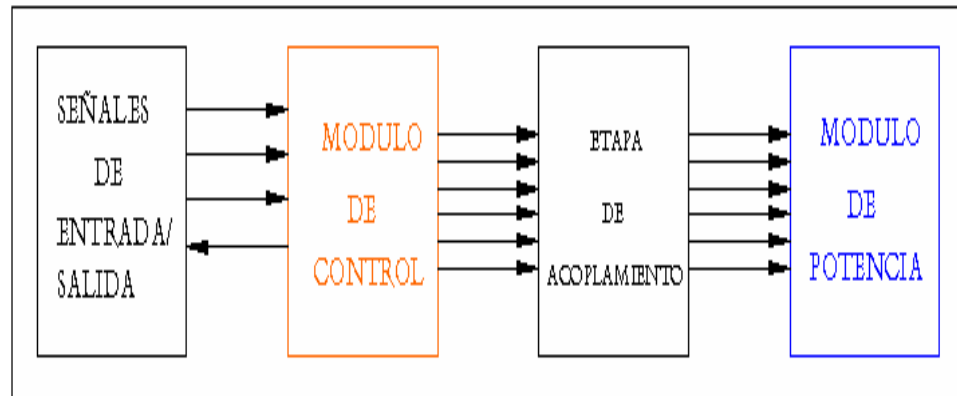 SEÑALES
DE
ENTRADA/
SALIDA
MODULO
DE
CONTROL
ETAPA
DE
ACOPLAMIENTO
MODULO
DE
POTENCIA